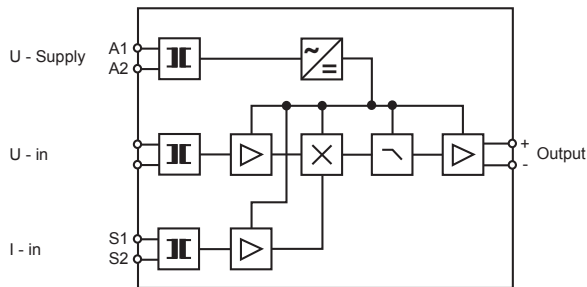 U - Supply
A1
A2
U - in
+
-
Output
I - in
S1
S2